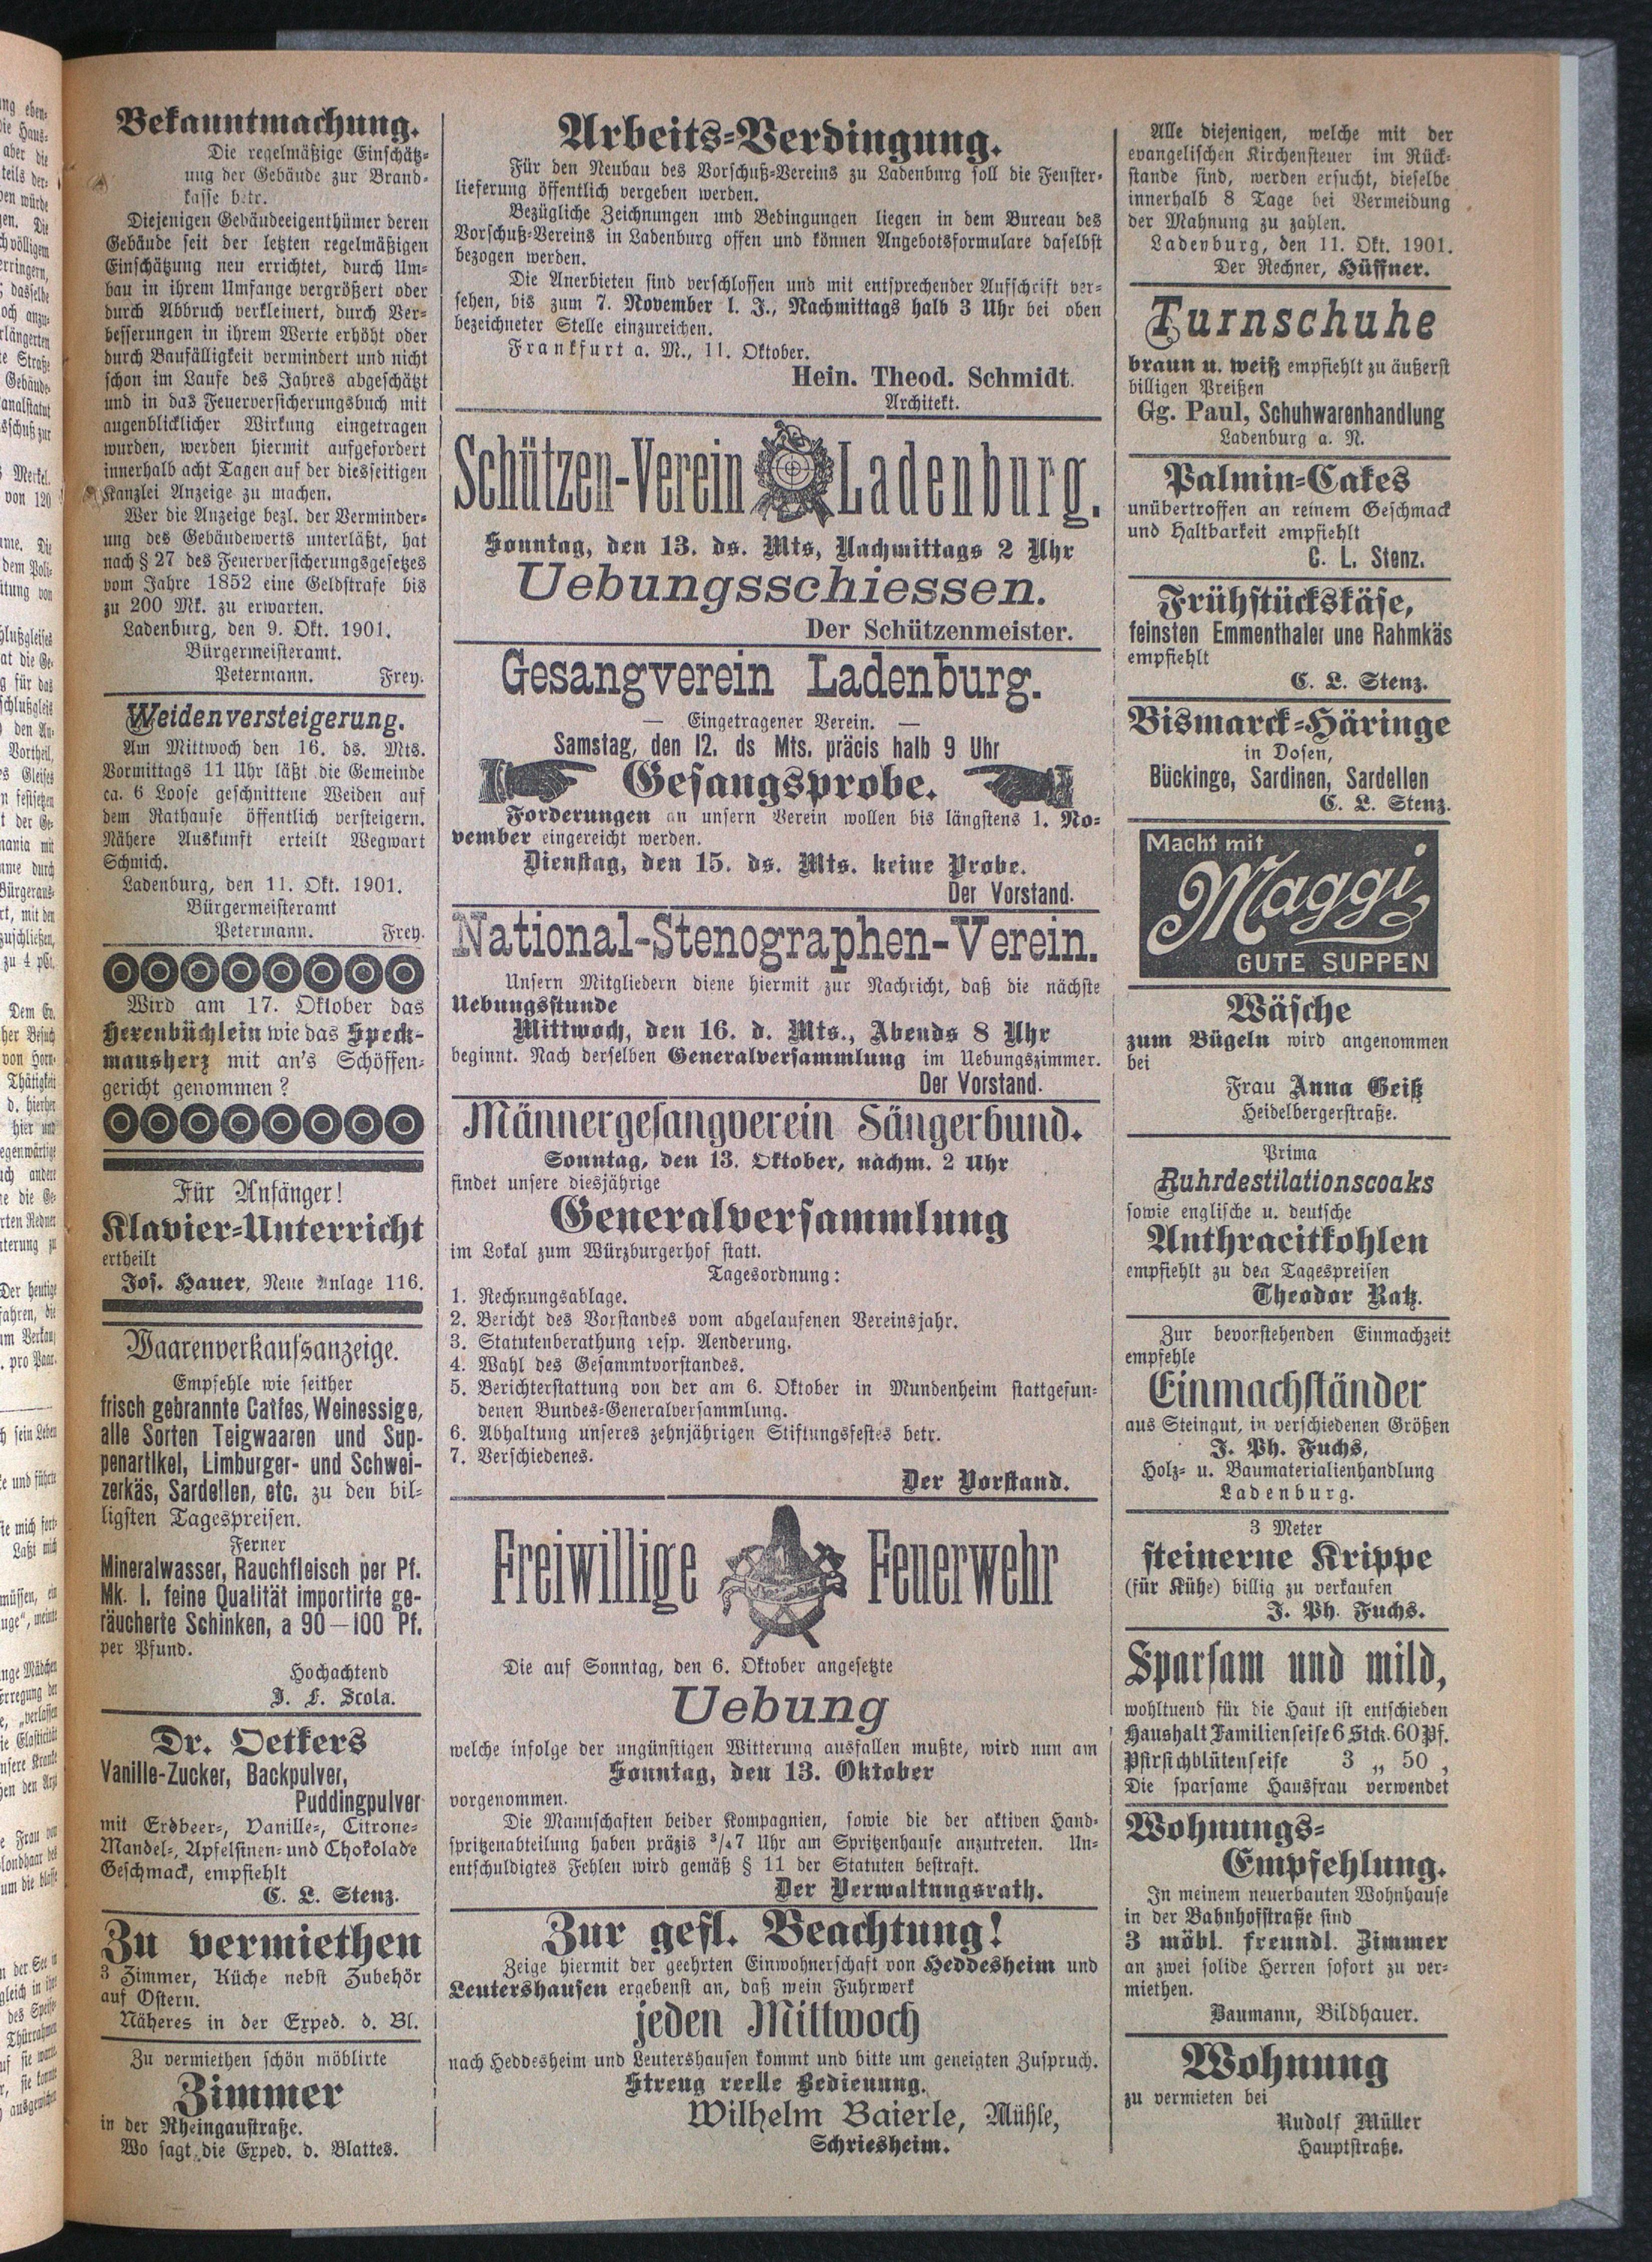 Bekanntmachung.
Die regelmäßige Einschätz-
ung der Gebäude zur Brand-
kasse betr.
Diejenigen Gebäudeeigenthümer deren
Gebäude seit der letzten regelmäßigen
Einschätzung neu errichtet, durch Um-
bau in ihrem Umfange vergrößert oder
durch Abbruch verkleinert, durch Ver-
besserungen in ihrem Werte erhöht oder
durch Baufälligkeit vermindert und nicht
schon im Laufe des Jahres abgeschätzt
und in das Feuerversicherungsbuch mit
augenblicklicher Wirkung eingetragen
wurden, werden hiermit aufgefordert
innerhalb acht Tagen auf der diesseitigen
Kanzlei Anzeige zu machen.
Wer die Anzeige bezl. der Verminder-
ung des Gebäudewerts unterläßt, hat
nach § 27 des Feuerversicherungsgesetzes
vom Jahre 1852 eine Geldstrafe bis
zu 200 Mk. zu erwarten.
Ladenburg, den 9. Okt. 1901.
Bürgermeisteramt.
Petermann. Frey.
Weidenversteigerung.
Am Mittwoch den 16. ds. Mts.
Vormittags 11 Uhr läßt die Gemeinde
ca. 6 Loose geschnittene Weiden auf
dem Rathause öffentlich versteigern.
Nähere Auskunft erteilt Wegwart
Schmich.
Ladenburg, den 11. Okt. 1901.
Bürgermeisteramt
Petermann. Frey.
Wird am 17. Oktober das
Hexenbüchlein wie das Speck-
mausherz mit an's Schöffen-
gericht genommen?
Für Anfänger!
Klavier-Unterricht
ertheilt
Jos. Hauer, Neue Anlage 116.
Waarenverkaufsanzeige.
Empfehle wie seither
frisch gebrannte Caffes, Weinessige,
alle Sorten Teigwaaren und Sup-
penartikel, Limburger- und Schwei-
zerkäs, Sardellen, etc. zu den bil-
ligsten Tagespreisen.
Ferner
Mineralwasser, Rauchfleisch per Pf.
Mk. 1. feine Qualität importirte ge-
räucherte Schinken, a 90—100 Pf.
per Pfund.
Hochachtend
J. F. Scola.
Dr. Oetkers
Vanille-Zucker, Backpulver,
Puddingpulver
mit Erdbeer-, Vanille-, Citrone-
Mandel-, Apfelsinen- und Chokolade
Geschmack, empfiehlt
C. L. Stenz.
Zu vermiethen
3 Zimmer, Küche nebst Zubehör
auf Ostern.
Näheres in der Exped. d. Bl.
Zu vermiethen schön möblirte
Zimmer
in der Rheingaustraße.
Wo sagt die Exped. d. Blattes.
Arbeits-Verdingung.
Für den Neubau des Vorschuß-Vereins zu Ladenburg soll die Fenster-
lieferung öffentlich vergeben werden.
Bezügliche Zeichnungen und Bedingungen liegen in dem Bureau des
Vorschuß-Vereins in Ladenburg offen und können Angebotsformulare daselbst
bezogen werden.
Die Anerbieten sind verschlossen und mit entsprechender Aufschrift ver-
sehen, bis zum 7. November l. J., Nachmittags halb 3 Uhr bei oben
bezeichneter Stelle einzureichen.
Frankfurt a. M., 11. Oktober.
Hein. Theod. Schmidt.
Architekt.
Schützen-Verein Ladenburg.
Sonntag, den 13. ds. Mts, Nachmittags 2 Uhr
Uebungsschiessen.
Der Schützenmeister.
Gesangverein Ladenburg.
— Eingetragener Verein. —
Samstag, den 12. ds Mts. präcis halb 9 Uhr
Gesangsprobe.
Forderungen an unsern Verein wollen bis längstens 1. No-
vember eingereicht werden.
Dienstag, den 15. ds. Mts. keine Probe.
Der Vorstand.
National-Stenographen-Verein.
Unsern Mitgliedern diene hiermit zur Nachricht, daß die nächste
Uebungsstunde
Mittwoch, den 16. d. Mts., Abends 8 Uhr
beginnt. Nach derselben Generalversammlung im Uebungszimmer.
Der Vorstand.
Männergesangverein Sängerbund.
Sonntag, den 13. Oktober, nachm. 2 Uhr
findet unsere diesjährige
Generalversammlung
im Lokal zum Würzburgerhof statt.
Tagesordnung:
1. Rechnungsablage.
2. Bericht des Vorstandes vom abgelaufenen Vereinsjahr.
3. Statutenberathung resp. Aenderung.
4. Wahl des Gesammtvorstandes.
5. Berichterstattung von der am 6. Oktober in Mundenheim stattgefun-
denen Bundes-Generalversammlung.
6. Abhaltung unseres zehnjährigen Stiftungsfestes betr.
7. Verschiedenes.
Der Vorstand.
Freiwillige Feuerwehr
Die auf Sonntag, den 6. Oktober angesetzte
Uebung
welche infolge der ungünstigen Witterung ausfallen mußte, wird nun am
Sonntag, den 13. Oktober
vorgenommen.
Die Mannschaften beider Kompagnien, sowie die der aktiven Hand-
spritzenabteilung haben präzis 3/4 7 Uhr am Spritzenhause anzutreten. Un-
entschuldigtes Fehlen wird gemäß § 11 der Statuten bestraft.
Der Verwaltungsrath.
Zur gefl. Beachtung!
Zeige hiermit der geehrten Einwohnerschaft von Heddesheim und
Leutershausen ergebenst an, daß mein Fuhrwerk
jeden Mittwoch
nach Heddesheim und Leutershausen kommt und bitte um geneigten Zuspruch.
Streng reelle Bedienung.
Wilhelm Baierle, Mühle,
Schriesheim.
Alle diejenigen, welche mit der
evangelischen Kirchensteuer im Rück-
stande sind, werden ersucht, dieselbe
innerhalb 8 Tage bei Vermeidung
der Mahnung zu zahlen.
Ladenburg, den 11. Okt. 1901.
Der Rechner, Hüffner.
Turnschuhe
braun u. weiß empfiehlt zu äußerst
billigen Preißen
Gg. Paul, Schuhwarenhandlung
Ladenburg a. N.
Palmin-Cakes
unübertroffen an reinem Geschmack
und Haltbarkeit empfiehlt
C. L. Stenz.
Frühstückskäse,
feinsten Emmenthaler une Rahmkäs
empfiehlt
C. L. Stenz.
Bismarck-Häringe
in Dosen,
Bückinge, Sardinen, Sardellen
C. L. Stenz.
Macht mit
Maggi
GUTE SUPPEN
Wäsche
zum Bügeln wird angenommen
bei
Frau Anna Geiß
Heidelbergerstraße.
Prima
Ruhrdestilationscoaks
sowie englische u. deutsche
Anthracitkohlen
empfiehlt zu den Tagespreisen
Theodor Katz.
Zur bevorstehenden Einmachzeit
empfehle
Einmachständer
aus Steingut, in verschiedenen Größen
J. Ph. Fuchs,
Holz- u. Baumaterialienhandlung
Ladenburg.
3 Meter
steinerne Krippe
(für Kühe) billig zu verkaufen
J. Ph. Fuchs.
Sparsam und mild,
wohltuend für die Haut ist entschieden
Haushalt Familienseife 6 Stck. 60 Pf.
Pfirsichblütenseife 3 „ 50 ,
Die sparsame Hausfrau verwendet
Wohnungs-
Empfehlung.
In meinem neuerbauten Wohnhause
in der Bahnhofstraße sind
3 möbl. freundl. Zimmer
an zwei solide Herren sofort zu ver-
miethen.
Baumann, Bildhauer.
Wohnung
zu vermieten bei
Rudolf Müller
Hauptstraße.